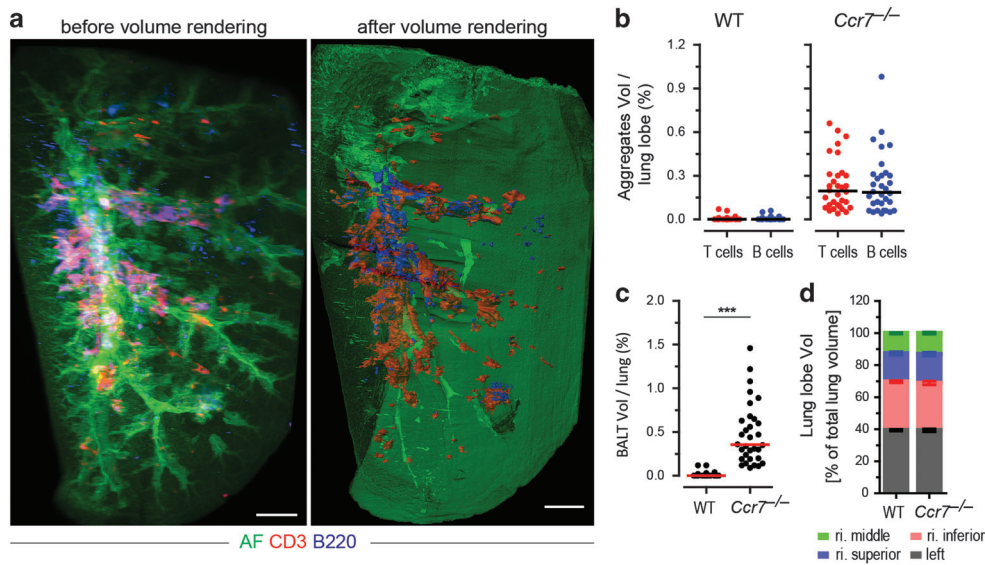 a
before volume rendering
after volume rendering
AF CD3 B220
b
WT
Ccr7–/–
Aggregates Vol /
lung lobe (%)
1.2
0.9
0.6
0.3
0.0
T cells B cells
T cells B cells
c
BALT Vol / lung (%)
2.0
1.5
1.0
0.5
0.0
***
WT Ccr7–/–
d
Lung lobe Vol
[% of total lung volume]
120
100
80
60
40
20
0
WT Ccr7–/–
ri. middle
ri. inferior
ri. superior
left